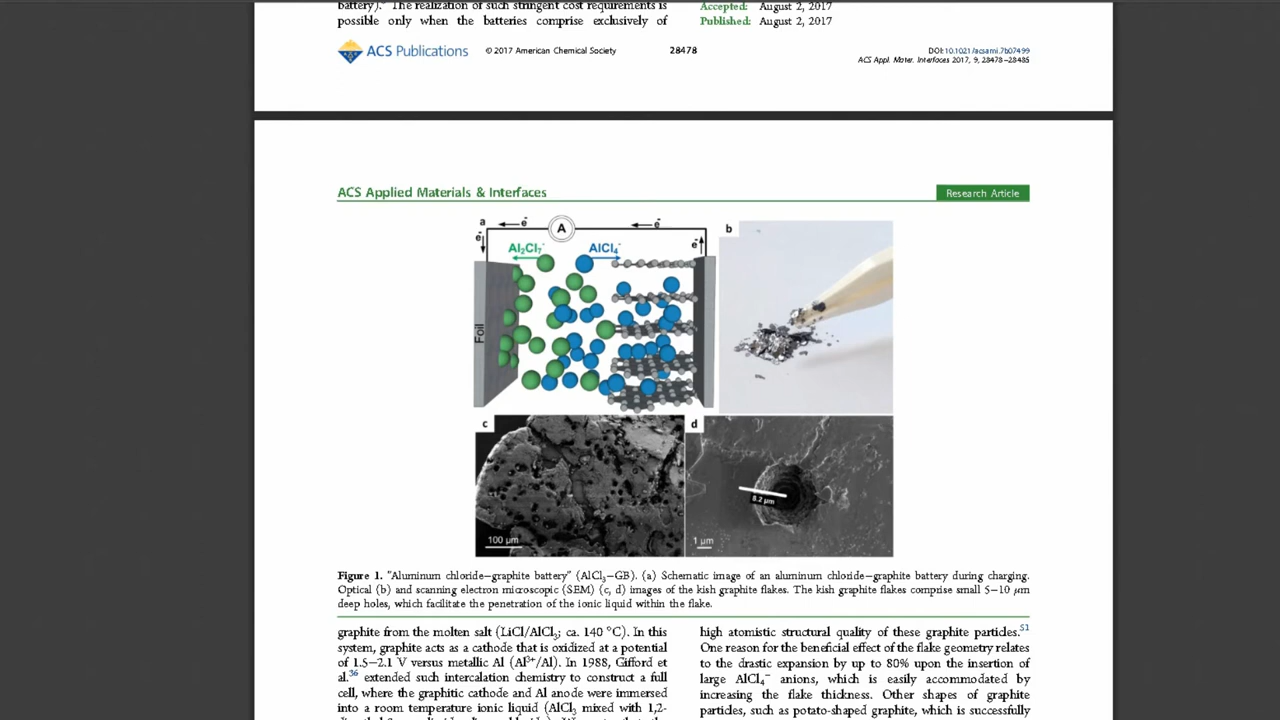 battery).⁸ The realization of such stringent cost requirements is
possible only when the batteries comprise exclusively of
Accepted: August 2, 2017
Published: August 2, 2017
ACS Publications © 2017 American Chemical Society
28478
DOI: 10.1021/acsami.7b07499
ACS Appl. Mater. Interfaces 2017, 9, 28478−28485
ACS Applied Materials & Interfaces
Research Article
a
e⁻
A
e⁻
b
e⁻
Al₂Cl₇⁻
AlCl₄⁻
e⁻
Foil
c
d
8.2 μm
100 μm
1 μm
Figure 1. "Aluminum chloride−graphite battery" (AlCl₃−GB). (a) Schematic image of an aluminum chloride−graphite battery during charging.
Optical (b) and scanning electron microscopic (SEM) (c, d) images of the kish graphite flakes. The kish graphite flakes comprise small 5−10 μm
deep holes, which facilitate the penetration of the ionic liquid within the flake.
graphite from the molten salt (LiCl/AlCl₃; ca. 140 °C). In this
system, graphite acts as a cathode that is oxidized at a potential
of 1.5−2.1 V versus metallic Al (Al³⁺/Al). In 1988, Gifford et
al.³⁶ extended such intercalation chemistry to construct a full
cell, where the graphitic cathode and Al anode were immersed
into a room temperature ionic liquid (AlCl₃ mixed with 1,2-
high atomistic structural quality of these graphite particles.⁵¹
One reason for the beneficial effect of the flake geometry relates
to the drastic expansion by up to 80% upon the insertion of
large AlCl₄⁻ anions, which is easily accommodated by
increasing the flake thickness. Other shapes of graphite
particles, such as potato-shaped graphite, which is successfully